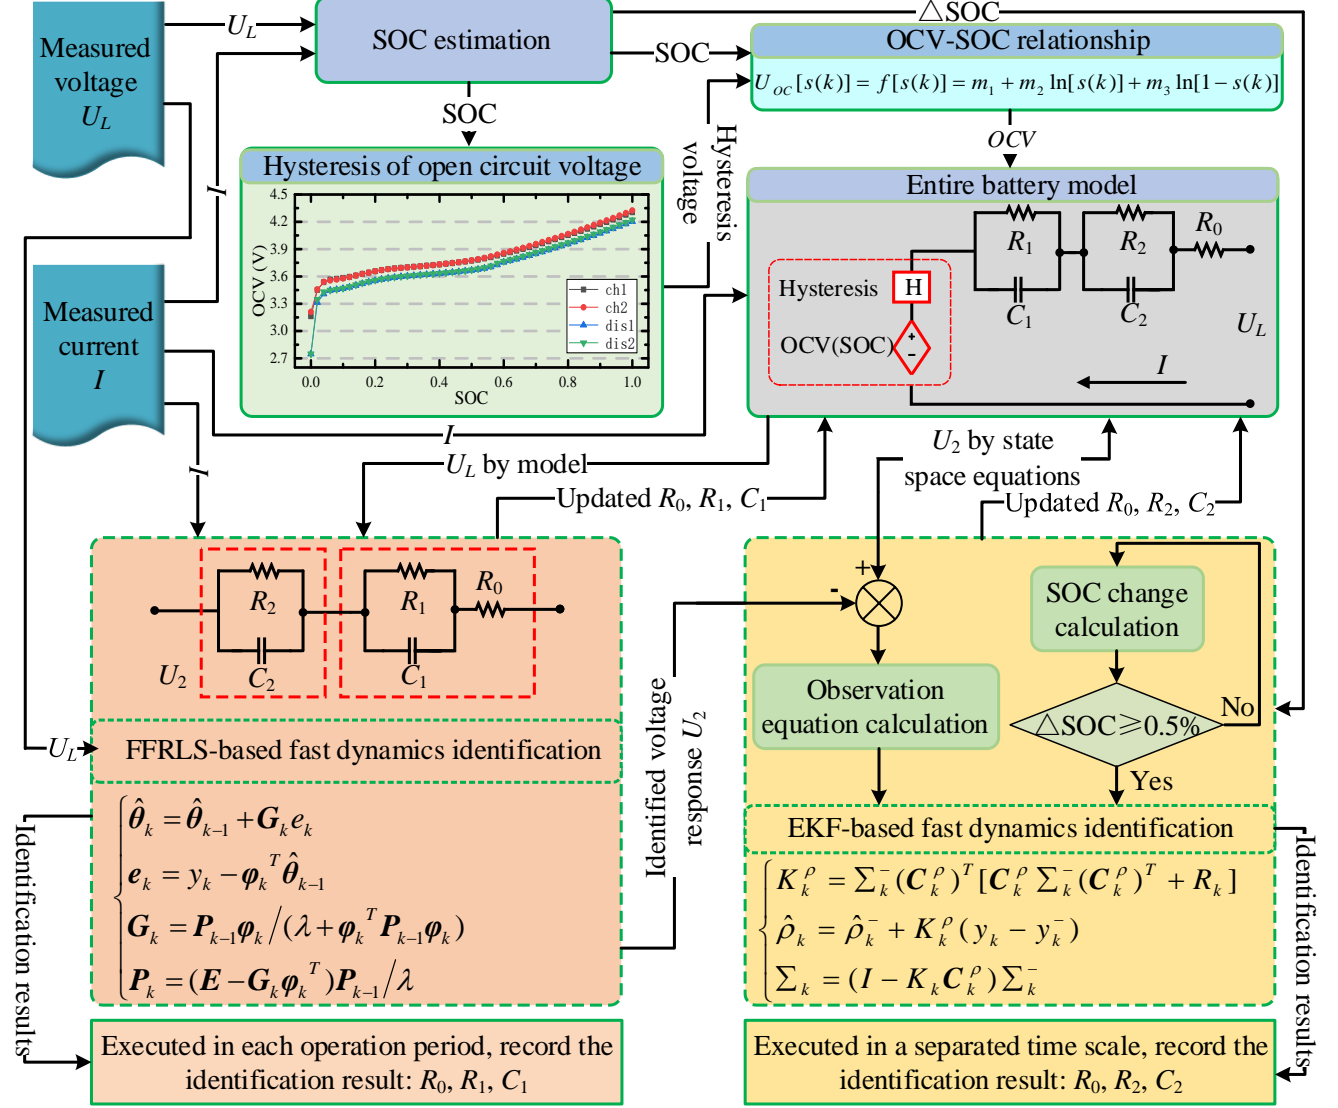 Measured
voltage
U_L
U_L
SOC estimation
△SOC
SOC
OCV-SOC relationship
U_OC[s(k)] = f[s(k)] = m_1 + m_2 ln[s(k)] + m_3 ln[1 − s(k)]
SOC
OCV
I
Hysteresis
voltage
Hysteresis of open circuit voltage
4.5
4.2
3.9
3.6
3.3
3.0
2.7
OCV (V)
ch1
ch2
dis1
dis2
0.0
0.2
0.4
0.6
0.8
1.0
SOC
Entire battery model
R_1
R_2
R_0
C_1
C_2
Hysteresis
H
OCV(SOC)
+
-
U_L
I
Measured
current
I
I
I
U_L by model
Updated R_0, R_1, C_1
U_2 by state
space equations
Updated R_0, R_2, C_2
R_2
R_1
R_0
U_2
C_2
C_1
U_L
FFRLS-based fast dynamics identification
θ̂_k = θ̂_{k−1} + G_k e_k
e_k = y_k − φ_k^T θ̂_{k−1}
G_k = P_{k−1}φ_k/(λ + φ_k^T P_{k−1}φ_k)
P_k = (E − G_kφ_k^T)P_{k−1}/λ
Identification results
Executed in each operation period, record the
identification result: R_0, R_1, C_1
Identified voltage
response U_2
+
-
Observation
equation calculation
SOC change
calculation
△SOC⩾0.5%
No
Yes
EKF-based fast dynamics identification
K_k^ρ = ∑_k^−(C_k^ρ)^T[C_k^ρ ∑_k^−(C_k^ρ)^T + R_k]
ρ̂_k = ρ̂_k^− + K_k^ρ(y_k − y_k^−)
∑_k = (I − K_k C_k^ρ)∑_k^−
Identification results
Executed in a separated time scale, record the
identification result: R_0, R_2, C_2